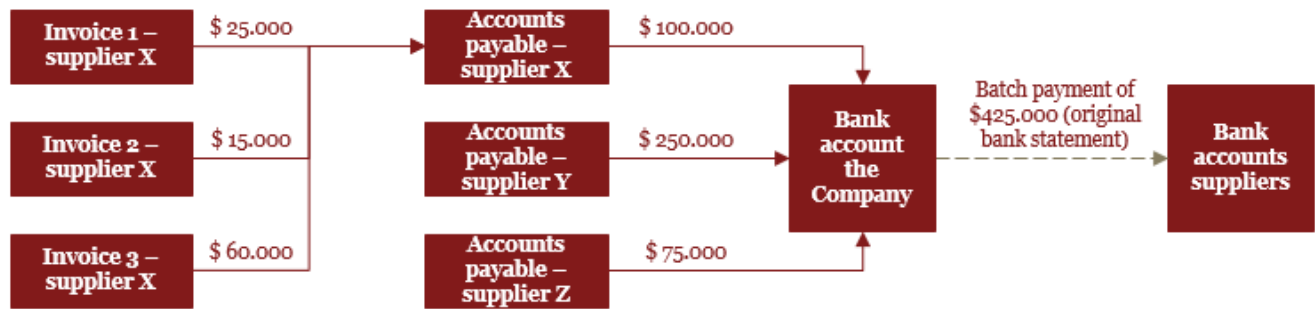 Invoice 1 –
supplier X
$ 25.000
Accounts
payable –
supplier X
$ 100.000
Invoice 2 –
supplier X
$ 15.000
Accounts
payable –
supplier Y
$ 250.000
Invoice 3 –
supplier X
$ 60.000
Accounts
payable –
supplier Z
$ 75.000
Bank
account
the
Company
Batch payment of
$425.000 (original
bank statement)
Bank
accounts
suppliers